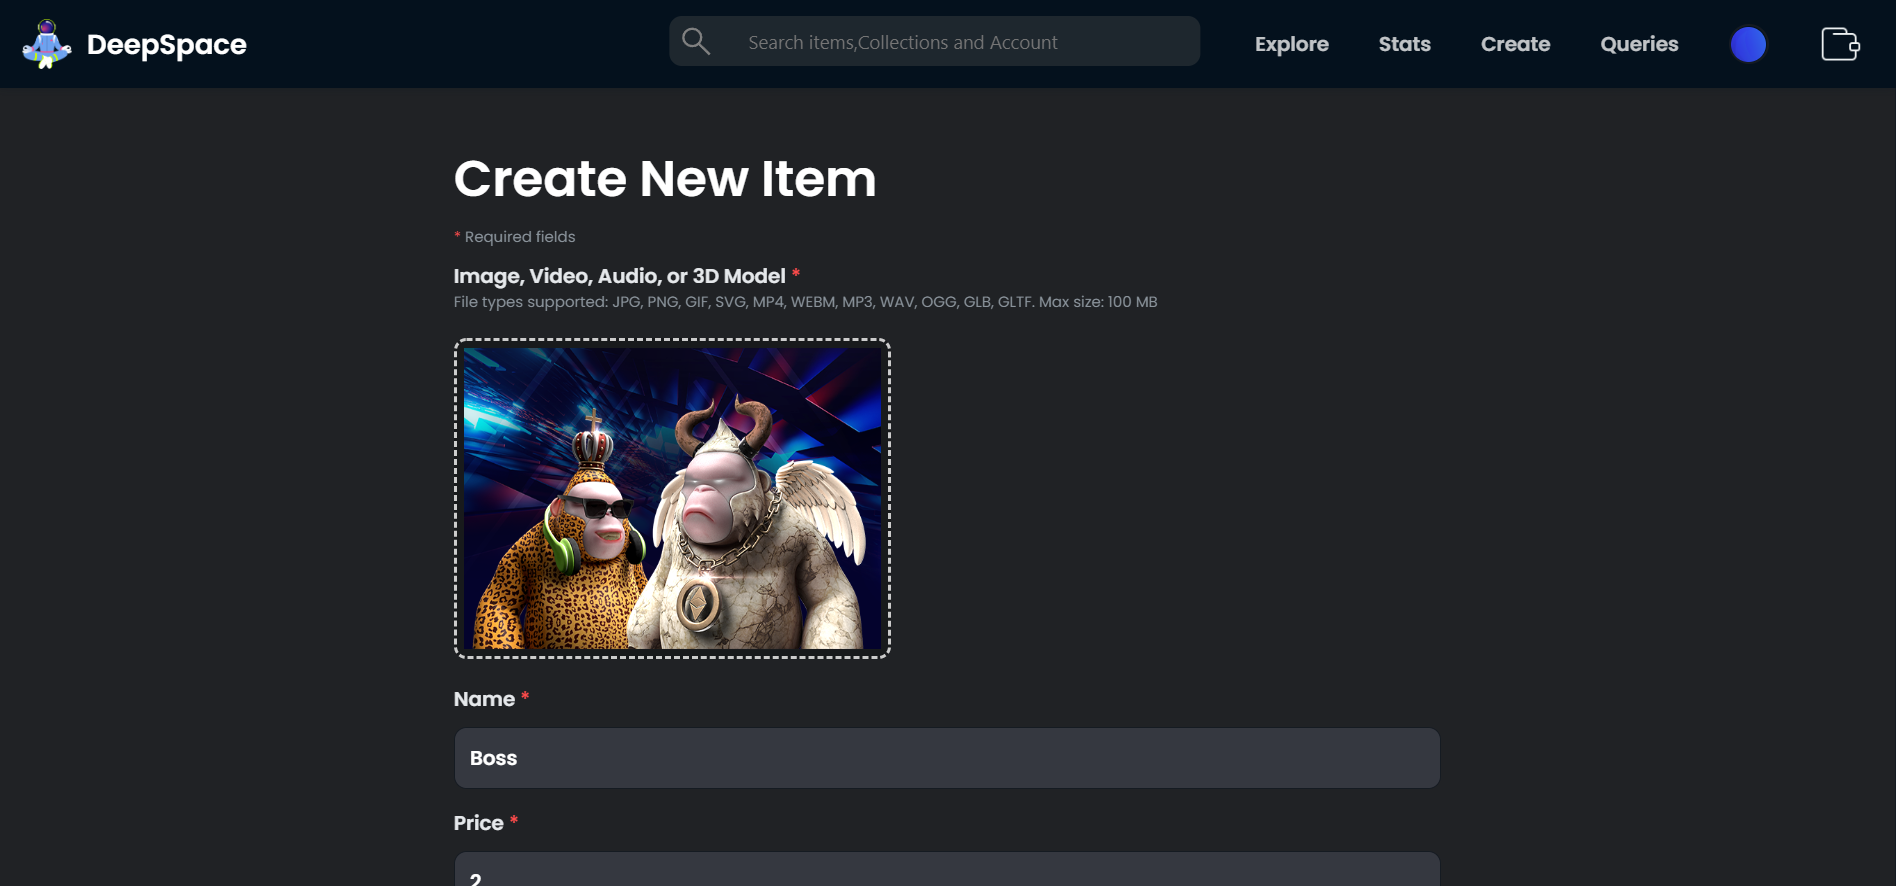 DeepSpace
Search items,Collections and Account
Explore
Stats
Create
Queries
Create New Item
* Required fields
Image, Video, Audio, or 3D Model *
File types supported: JPG, PNG, GIF, SVG, MP4, WEBM, MP3, WAV, OGG, GLB, GLTF. Max size: 100 MB
Name *
Boss
Price *
2